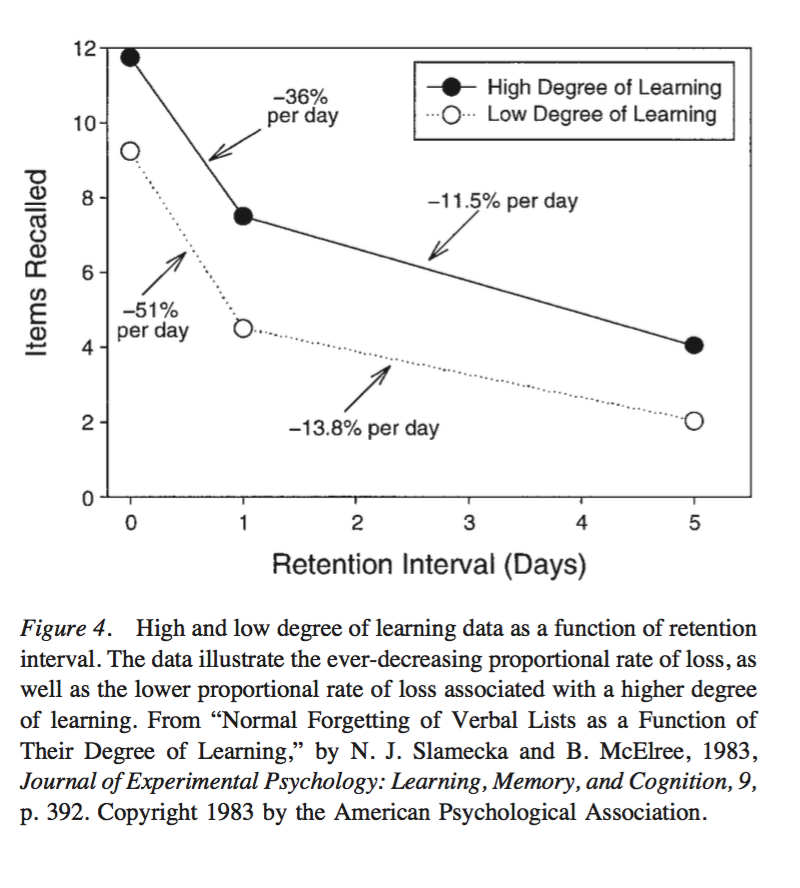 12
10
8
6
4
2
0
Items Recalled
−36%
per day
High Degree of Learning
Low Degree of Learning
−11.5% per day
−51%
per day
−13.8% per day
0 1 2 3 4 5
Retention Interval (Days)
Figure 4. High and low degree of learning data as a function of retention
interval. The data illustrate the ever-decreasing proportional rate of loss, as
well as the lower proportional rate of loss associated with a higher degree
of learning. From “Normal Forgetting of Verbal Lists as a Function of
Their Degree of Learning,” by N. J. Slamecka and B. McElree, 1983,
Journal of Experimental Psychology: Learning, Memory, and Cognition, 9,
p. 392. Copyright 1983 by the American Psychological Association.